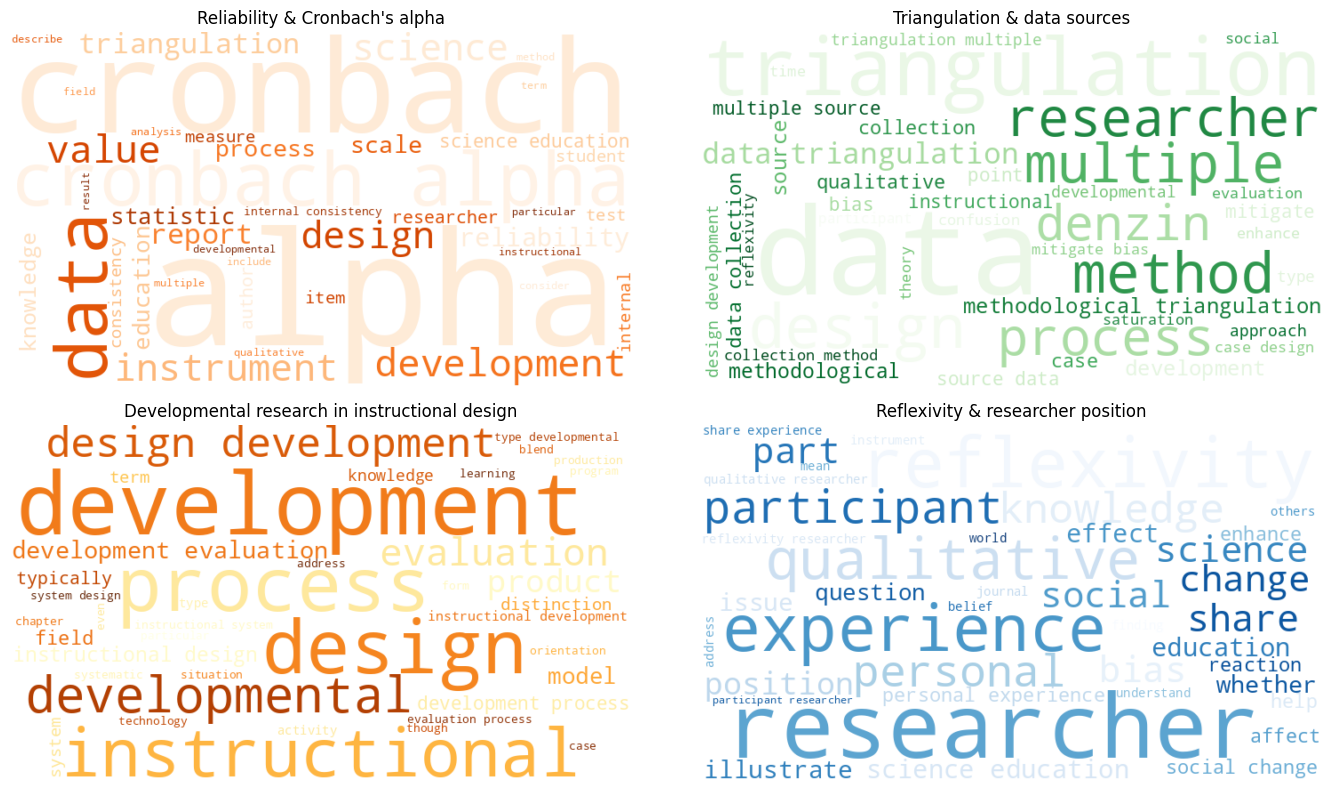 Reliability & Cronbach's alpha
describe
triangulation
science
method
cronbach
field
term
analysis
measure
value
process
scale
science education
student
cronbach alpha
result
statistic
internal consistency
researcher
particular
test
data
report
design
reliability
developmental
instructional
knowledge
consistency
education
include
multiple
author
alpha
item
consider
internal
qualitative
instrument
development
Triangulation & data sources
triangulation multiple
social
triangulation
time
multiple source
researcher
collection
source
data triangulation
multiple
point
qualitative
developmental
evaluation
data collection
reflexivity
bias
instructional
denzin
mitigate
participant
confusion
enhance
data
mitigate bias
design development
theory
method
type
methodological triangulation
design
saturation
process
approach
case design
collection method
case
methodological
source data
development
Developmental research in instructional design
design development
type developmental
blend
production
term
knowledge
learning
program
development
development evaluation
evaluation
address
typically
process
product
system design
form
even
type
distinction
chapter
instructional development
field
instructional system
design
instructional design
orientation
systematic
situation
model
developmental
development process
technology
evaluation process
though
system
instructional
activity
case
Reflexivity & researcher position
share experience
part
instrument
reflexivity
mean
qualitative researcher
participant
knowledge
others
reflexivity researcher
world
effect
enhance
qualitative
science
change
issue
question
journal
social
belief
share
experience
address
education
personal
bias
reaction
position
whether
personal experience
understand
participant researcher
help
researcher
affect
illustrate
science education
social change